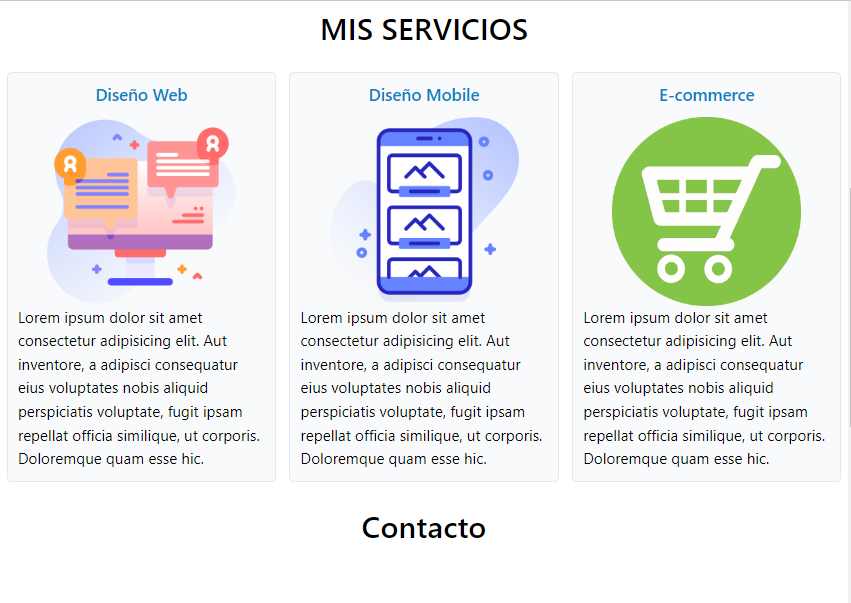 MIS SERVICIOS
Diseño Web
Lorem ipsum dolor sit amet
consectetur adipisicing elit. Aut
inventore, a adipisci consequatur
eius voluptates nobis aliquid
perspiciatis voluptate, fugit ipsam
repellat officia similique, ut corporis.
Doloremque quam esse hic.
Diseño Mobile
Lorem ipsum dolor sit amet
consectetur adipisicing elit. Aut
inventore, a adipisci consequatur
eius voluptates nobis aliquid
perspiciatis voluptate, fugit ipsam
repellat officia similique, ut corporis.
Doloremque quam esse hic.
E-commerce
Lorem ipsum dolor sit amet
consectetur adipisicing elit. Aut
inventore, a adipisci consequatur
eius voluptates nobis aliquid
perspiciatis voluptate, fugit ipsam
repellat officia similique, ut corporis.
Doloremque quam esse hic.
Contacto